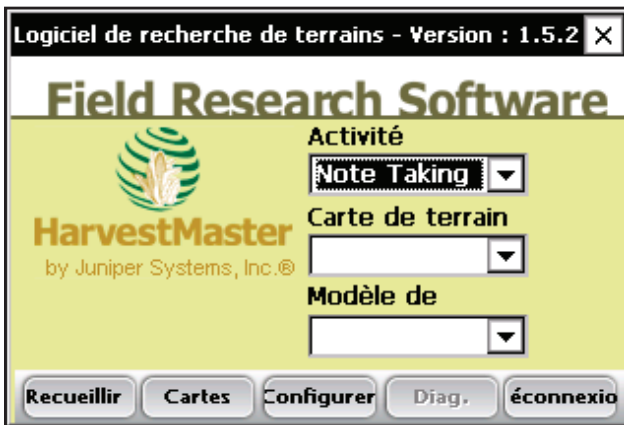 Logiciel de recherche de terrains - Version : 1.5.2
Field Research Software
Activité
Note Taking
Carte de terrain
HarvestMaster
by Juniper Systems, Inc.®
Modèle de
Recueillir Cartes Configurer Diag. éconnexio